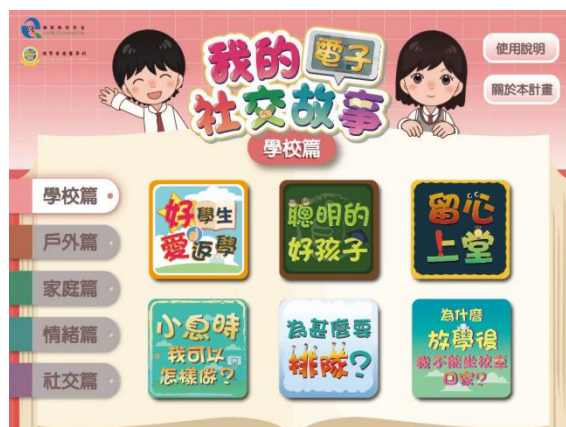 我的電子
社交故事
學校篇
使用說明
關於本計畫
學校篇
戶外篇
家庭篇
情緒篇
社交篇
好學生
愛返學
聰明的
好孩子
留心
上堂
小息時
我可以
怎樣做？
為甚麼要
排隊？
為什麼
放學後
我不能坐校車
回家？